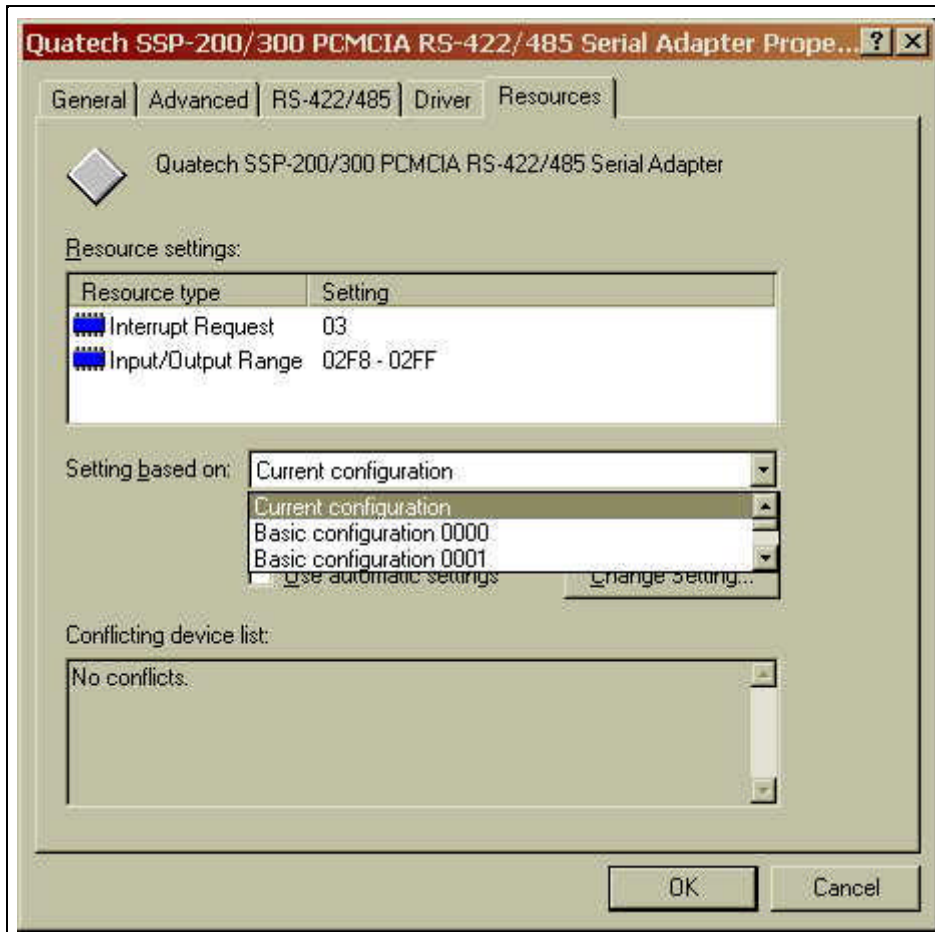 Quatech SSP-200/300 PCMCIA RS-422/485 Serial Adapter Prope...
General Advanced RS-422/485 Driver Resources
Quatech SSP-200/300 PCMCIA RS-422/485 Serial Adapter
Resource settings:
Resource type Setting
Interrupt Request 03
Input/Output Range 02F8 - 02FF
Setting based on: Current configuration
Current configuration
Basic configuration 0000
Basic configuration 0001
Use automatic settings Change Setting...
Conflicting device list:
No conflicts.
OK Cancel